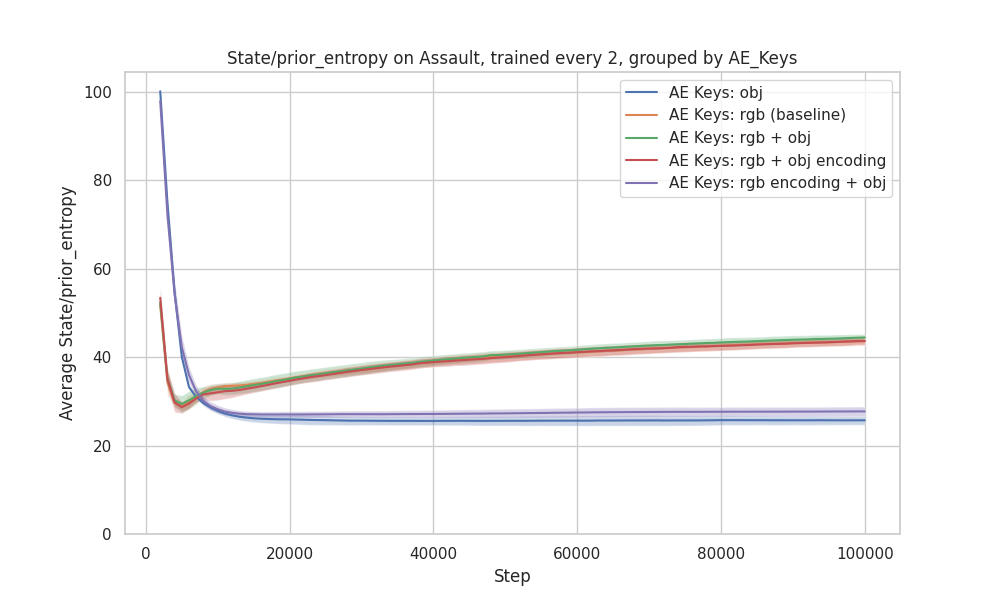 State/prior_entropy on Assault, trained every 2, grouped by AE_Keys
AE Keys: obj
AE Keys: rgb (baseline)
AE Keys: rgb + obj
AE Keys: rgb + obj encoding
AE Keys: rgb encoding + obj
Average State/prior_entropy
100
80
60
40
20
0
0
20000
40000
60000
80000
100000
Step